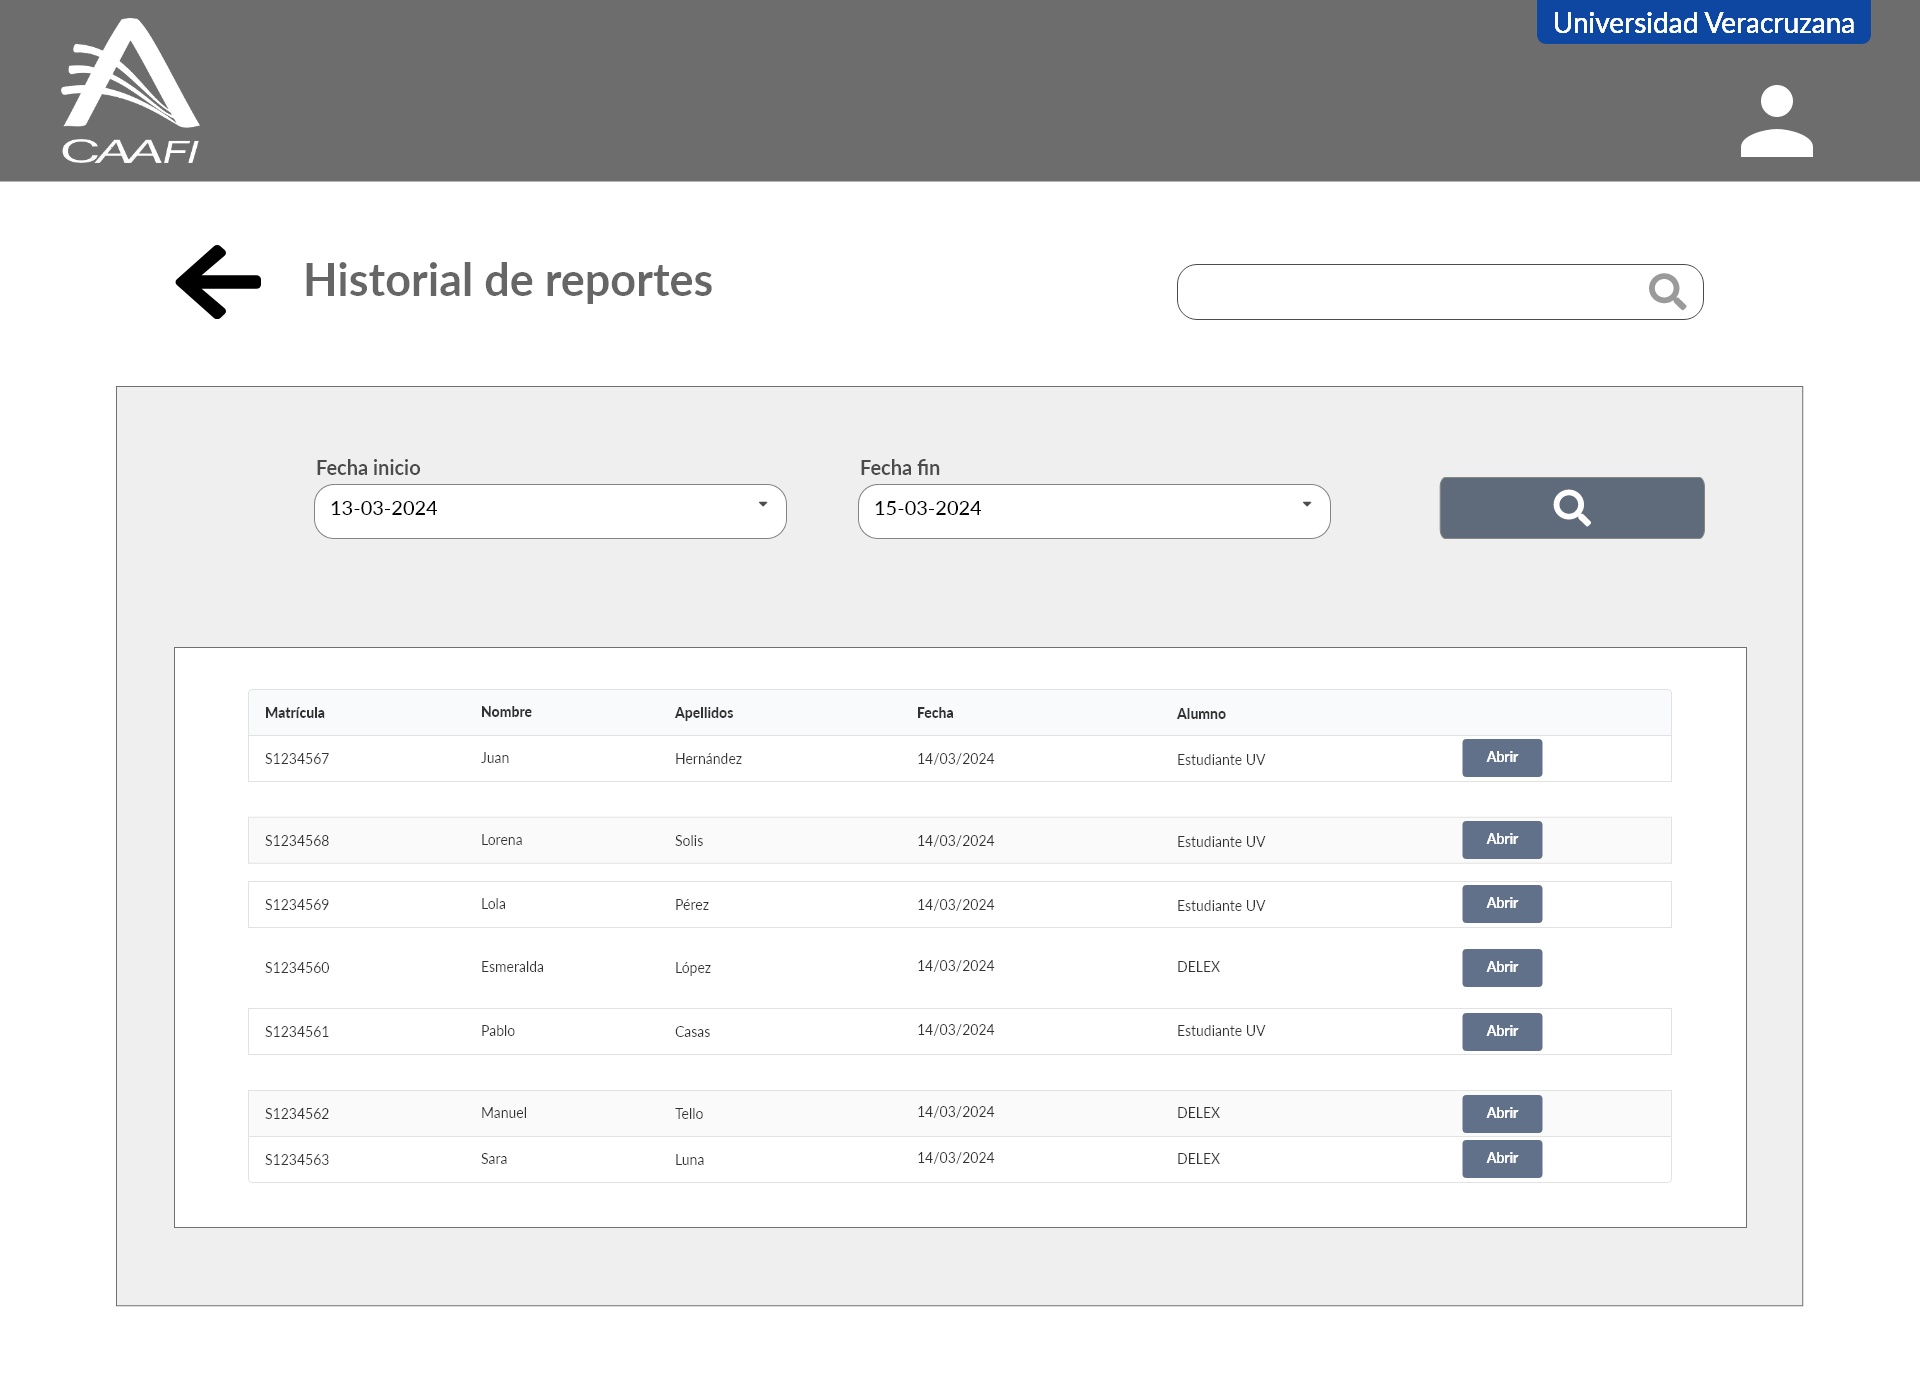 Universidad Veracruzana
CAAFI
Historial de reportes
Fecha inicio Fecha fin
13-03-2024 15-03-2024
Matrícula Nombre Apellidos Fecha Alumno
S1234567 Juan Hernández 14/03/2024 Estudiante UV Abrir
S1234568 Lorena Solis 14/03/2024 Estudiante UV Abrir
S1234569 Lola Pérez 14/03/2024 Estudiante UV Abrir
S1234560 Esmeralda López 14/03/2024 DELEX Abrir
S1234561 Pablo Casas 14/03/2024 Estudiante UV Abrir
S1234562 Manuel Tello 14/03/2024 DELEX Abrir
S1234563 Sara Luna 14/03/2024 DELEX Abrir